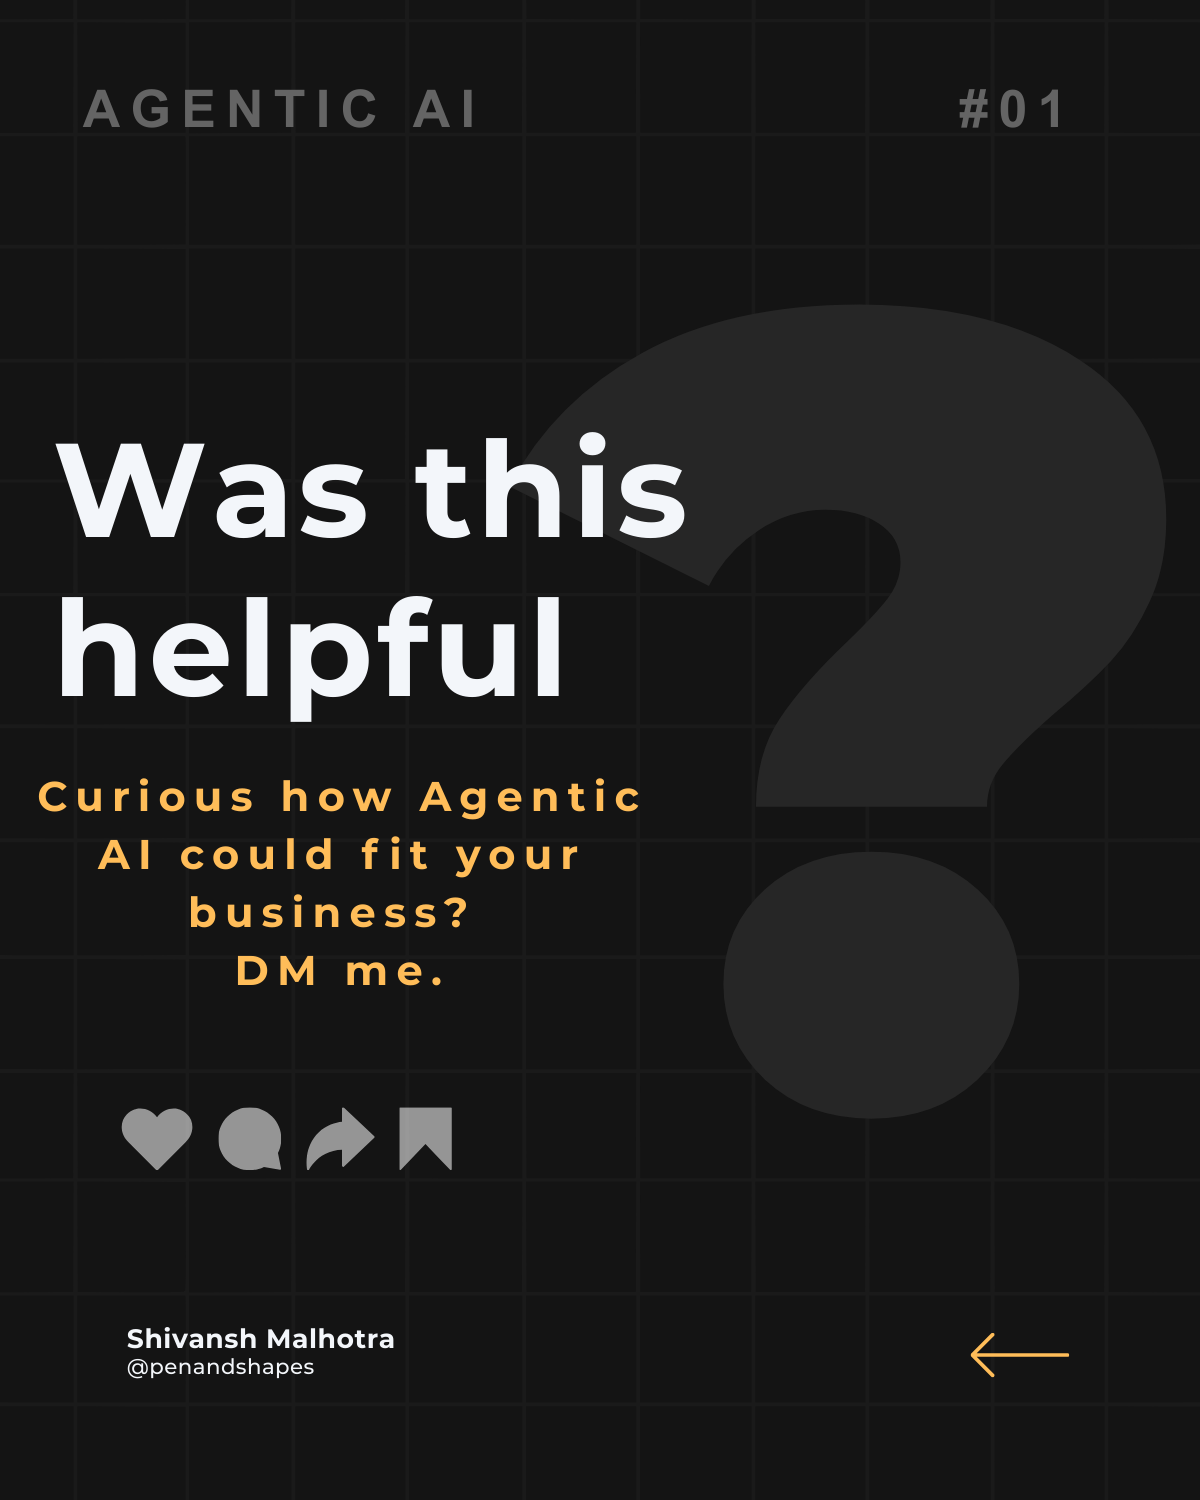 AGENTIC AI #01
Was this
helpful
?
Curious how Agentic
AI could fit your
business?
DM me.
Shivansh Malhotra
@penandshapes